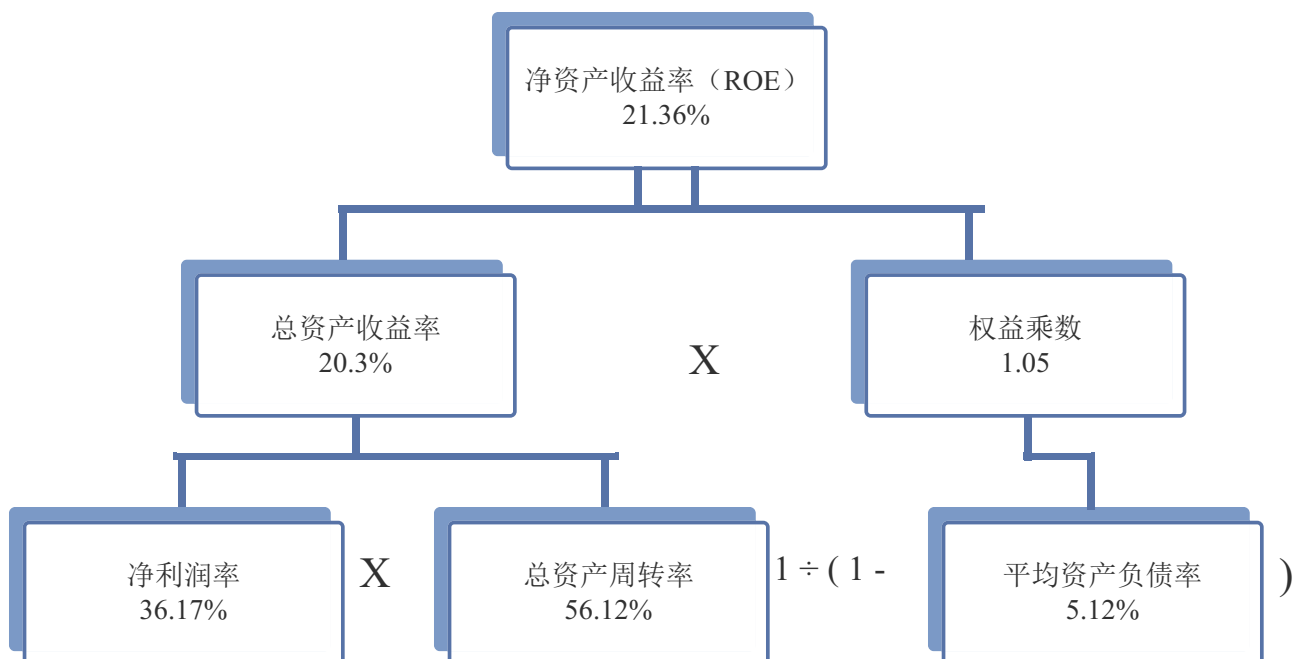 净资产收益率（ROE）
21.36%
总资产收益率
20.3%
X
权益乘数
1.05
净利润率
36.17%
X
总资产周转率
56.12%
1 ÷ ( 1 -
平均资产负债率
5.12%
)